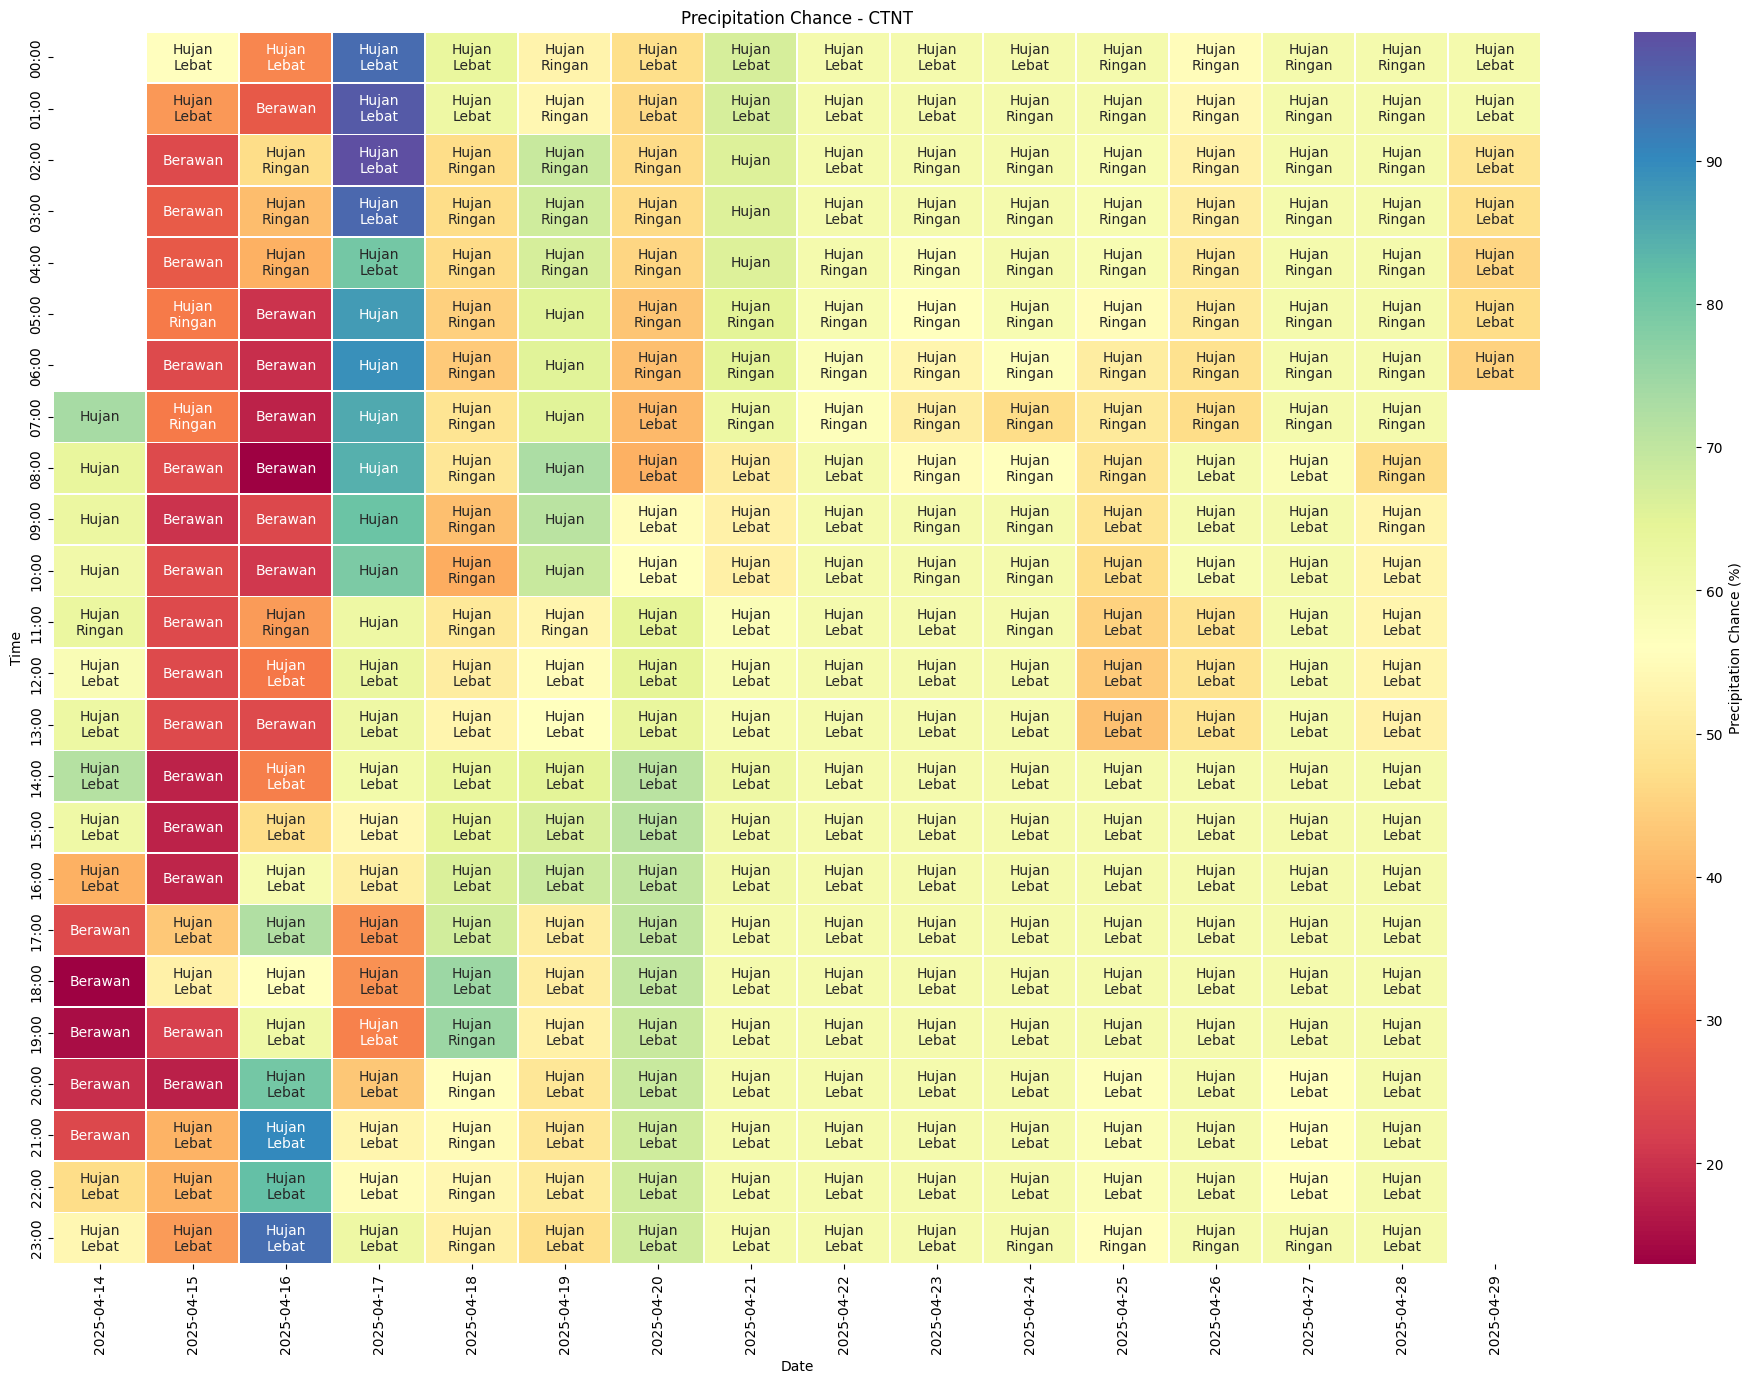 Precipitation Chance - CTNT
00:00 Hujan Lebat Hujan Lebat Hujan Lebat Hujan Lebat Hujan Ringan Hujan Lebat Hujan Lebat Hujan Lebat Hujan Lebat Hujan Lebat Hujan Ringan Hujan Ringan Hujan Ringan Hujan Ringan Hujan Lebat
01:00 Hujan Lebat Berawan Hujan Lebat Hujan Lebat Hujan Ringan Hujan Lebat Hujan Lebat Hujan Lebat Hujan Lebat Hujan Ringan Hujan Ringan Hujan Ringan Hujan Ringan Hujan Ringan Hujan Lebat
02:00 Berawan Hujan Ringan Hujan Lebat Hujan Ringan Hujan Ringan Hujan Ringan Hujan Hujan Lebat Hujan Ringan Hujan Ringan Hujan Ringan Hujan Ringan Hujan Ringan Hujan Ringan Hujan Lebat
03:00 Berawan Hujan Ringan Hujan Lebat Hujan Ringan Hujan Ringan Hujan Ringan Hujan Hujan Lebat Hujan Ringan Hujan Ringan Hujan Ringan Hujan Ringan Hujan Ringan Hujan Ringan Hujan Lebat
04:00 Berawan Hujan Ringan Hujan Lebat Hujan Ringan Hujan Ringan Hujan Ringan Hujan Hujan Ringan Hujan Ringan Hujan Ringan Hujan Ringan Hujan Ringan Hujan Ringan Hujan Ringan Hujan Lebat
05:00 Hujan Ringan Berawan Hujan Hujan Ringan Hujan Hujan Ringan Hujan Ringan Hujan Ringan Hujan Ringan Hujan Ringan Hujan Ringan Hujan Ringan Hujan Ringan Hujan Ringan Hujan Lebat
06:00 Berawan Berawan Hujan Hujan Ringan Hujan Hujan Ringan Hujan Ringan Hujan Ringan Hujan Ringan Hujan Ringan Hujan Ringan Hujan Ringan Hujan Ringan Hujan Ringan Hujan Lebat
07:00 Hujan Hujan Ringan Berawan Hujan Hujan Ringan Hujan Hujan Lebat Hujan Ringan Hujan Ringan Hujan Ringan Hujan Ringan Hujan Ringan Hujan Ringan Hujan Ringan Hujan Ringan
08:00 Hujan Berawan Berawan Hujan Hujan Ringan Hujan Hujan Lebat Hujan Lebat Hujan Lebat Hujan Ringan Hujan Ringan Hujan Ringan Hujan Lebat Hujan Lebat Hujan Ringan
09:00 Hujan Berawan Berawan Hujan Hujan Ringan Hujan Hujan Lebat Hujan Lebat Hujan Lebat Hujan Ringan Hujan Ringan Hujan Lebat Hujan Lebat Hujan Lebat Hujan Ringan
10:00 Hujan Berawan Berawan Hujan Hujan Ringan Hujan Hujan Lebat Hujan Lebat Hujan Lebat Hujan Ringan Hujan Ringan Hujan Lebat Hujan Lebat Hujan Lebat Hujan Lebat
11:00 Hujan Ringan Berawan Hujan Ringan Hujan Hujan Ringan Hujan Ringan Hujan Lebat Hujan Lebat Hujan Lebat Hujan Lebat Hujan Ringan Hujan Lebat Hujan Lebat Hujan Lebat Hujan Lebat
12:00 Hujan Lebat Berawan Hujan Lebat Hujan Lebat Hujan Lebat Hujan Lebat Hujan Lebat Hujan Lebat Hujan Lebat Hujan Lebat Hujan Lebat Hujan Lebat Hujan Lebat Hujan Lebat Hujan Lebat
13:00 Hujan Lebat Berawan Berawan Hujan Lebat Hujan Lebat Hujan Lebat Hujan Lebat Hujan Lebat Hujan Lebat Hujan Lebat Hujan Lebat Hujan Lebat Hujan Lebat Hujan Lebat Hujan Lebat
14:00 Hujan Lebat Berawan Hujan Lebat Hujan Lebat Hujan Lebat Hujan Lebat Hujan Lebat Hujan Lebat Hujan Lebat Hujan Lebat Hujan Lebat Hujan Lebat Hujan Lebat Hujan Lebat Hujan Lebat
15:00 Hujan Lebat Berawan Hujan Lebat Hujan Lebat Hujan Lebat Hujan Lebat Hujan Lebat Hujan Lebat Hujan Lebat Hujan Lebat Hujan Lebat Hujan Lebat Hujan Lebat Hujan Lebat Hujan Lebat
16:00 Hujan Lebat Berawan Hujan Lebat Hujan Lebat Hujan Lebat Hujan Lebat Hujan Lebat Hujan Lebat Hujan Lebat Hujan Lebat Hujan Lebat Hujan Lebat Hujan Lebat Hujan Lebat Hujan Lebat
17:00 Berawan Hujan Lebat Hujan Lebat Hujan Lebat Hujan Lebat Hujan Lebat Hujan Lebat Hujan Lebat Hujan Lebat Hujan Lebat Hujan Lebat Hujan Lebat Hujan Lebat Hujan Lebat Hujan Lebat
18:00 Berawan Hujan Lebat Hujan Lebat Hujan Lebat Hujan Lebat Hujan Lebat Hujan Lebat Hujan Lebat Hujan Lebat Hujan Lebat Hujan Lebat Hujan Lebat Hujan Lebat Hujan Lebat Hujan Lebat
19:00 Berawan Berawan Hujan Lebat Hujan Lebat Hujan Ringan Hujan Lebat Hujan Lebat Hujan Lebat Hujan Lebat Hujan Lebat Hujan Lebat Hujan Lebat Hujan Lebat Hujan Lebat Hujan Lebat
20:00 Berawan Berawan Hujan Lebat Hujan Lebat Hujan Ringan Hujan Lebat Hujan Lebat Hujan Lebat Hujan Lebat Hujan Lebat Hujan Lebat Hujan Lebat Hujan Lebat Hujan Lebat Hujan Lebat
21:00 Berawan Hujan Lebat Hujan Lebat Hujan Lebat Hujan Ringan Hujan Lebat Hujan Lebat Hujan Lebat Hujan Lebat Hujan Lebat Hujan Lebat Hujan Lebat Hujan Lebat Hujan Lebat Hujan Lebat
22:00 Hujan Lebat Hujan Lebat Hujan Lebat Hujan Lebat Hujan Ringan Hujan Lebat Hujan Lebat Hujan Lebat Hujan Lebat Hujan Lebat Hujan Lebat Hujan Lebat Hujan Lebat Hujan Lebat Hujan Lebat
23:00 Hujan Lebat Hujan Lebat Hujan Lebat Hujan Lebat Hujan Ringan Hujan Lebat Hujan Lebat Hujan Lebat Hujan Lebat Hujan Lebat Hujan Ringan Hujan Ringan Hujan Ringan Hujan Ringan Hujan Lebat
2025-04-14 2025-04-15 2025-04-16 2025-04-17 2025-04-18 2025-04-19 2025-04-20 2025-04-21 2025-04-22 2025-04-23 2025-04-24 2025-04-25 2025-04-26 2025-04-27 2025-04-28 2025-04-29
Date
Time
90
80
70
60
50
40
30
20
Precipitation Chance (%)